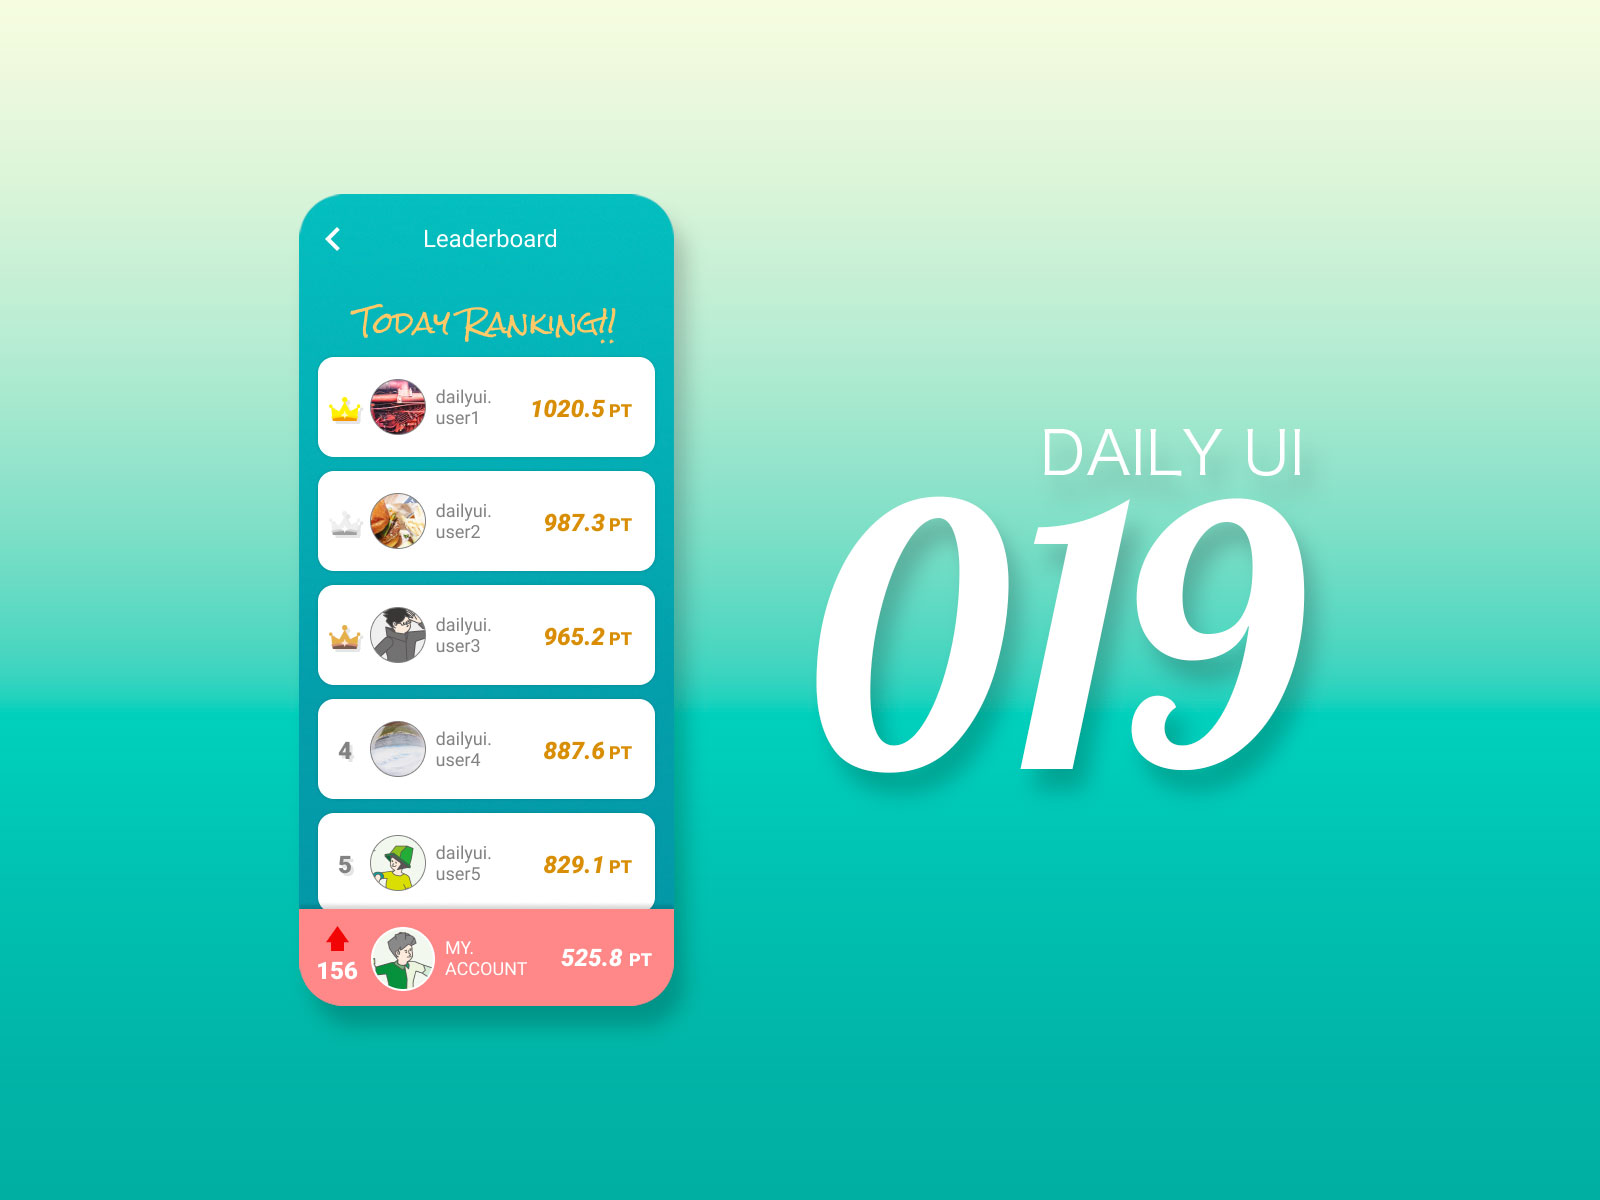 Leaderboard
Today Ranking!!
dailyui.
user1
1020.5 PT
dailyui.
user2
987.3 PT
dailyui.
user3
965.2 PT
4
dailyui.
user4
887.6 PT
5
dailyui.
user5
829.1 PT
156
MY.
ACCOUNT
525.8 PT
DAILY UI
019